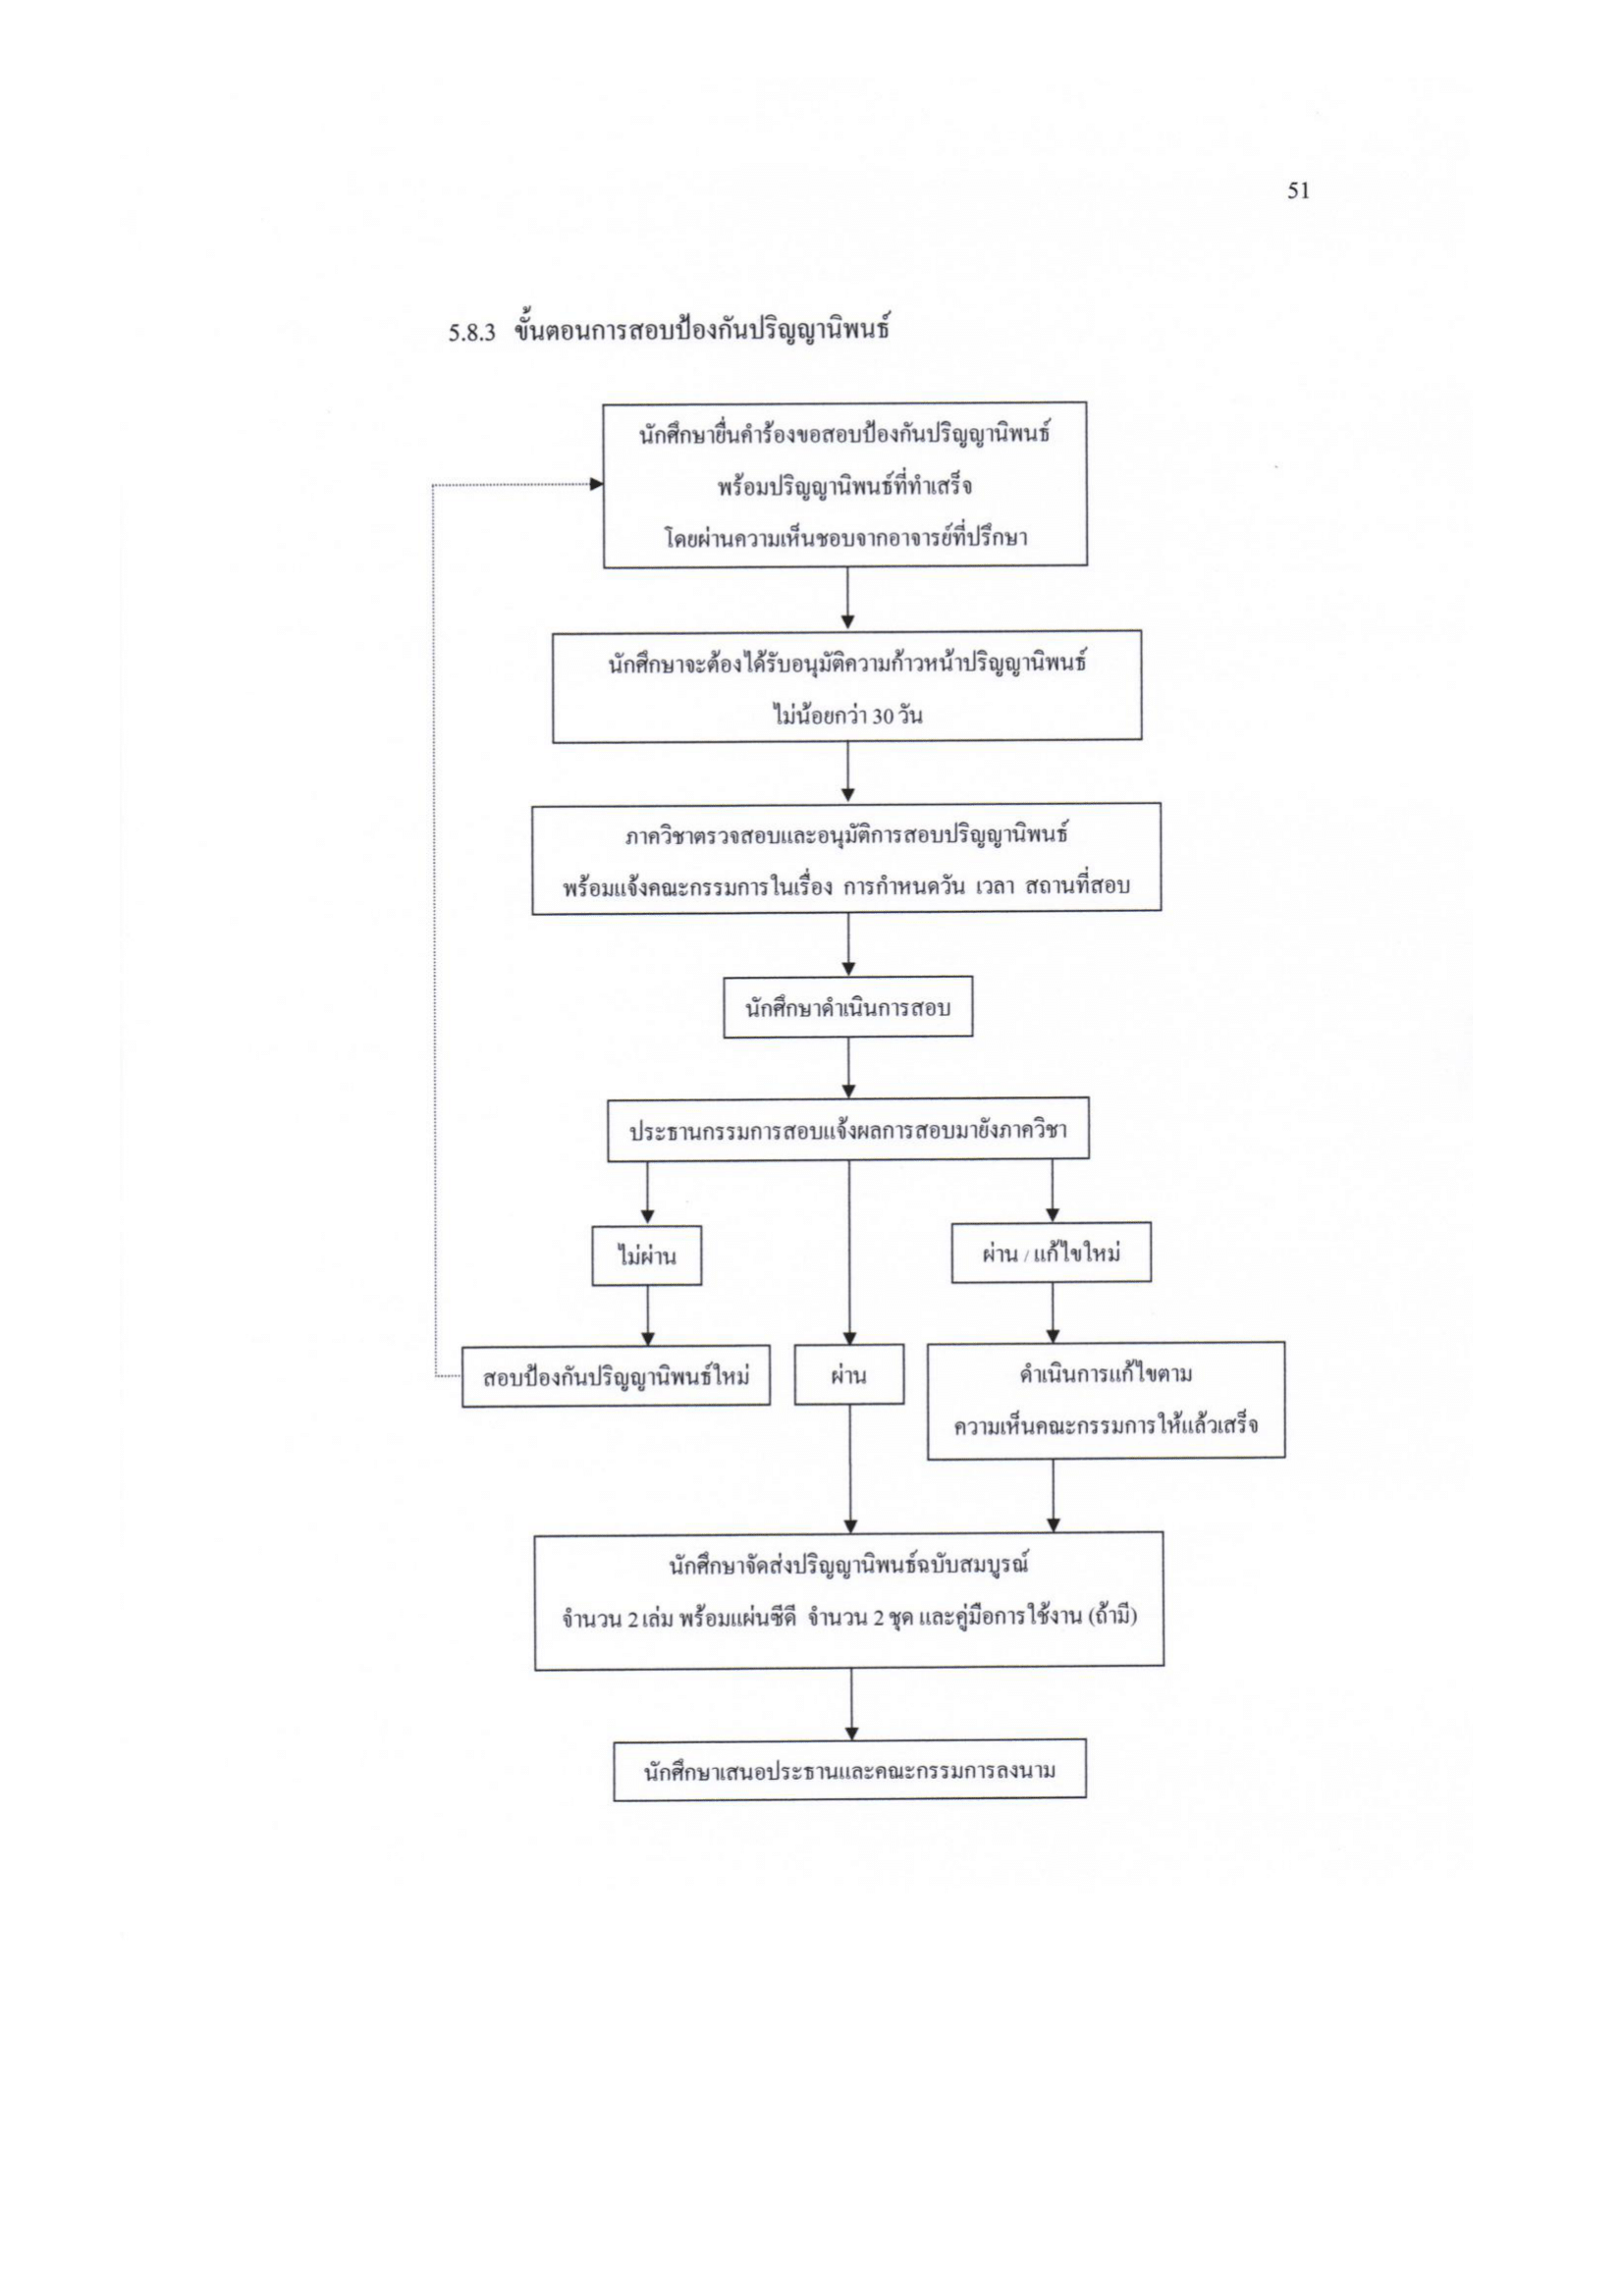 51
5.8.3 ขั้นตอนการสอบป้องกันปริญญานิพนธ์
นักศึกษายื่นคำร้องขอสอบป้องกันปริญญานิพนธ์
พร้อมปริญญานิพนธ์ที่ทำเสร็จ
โดยผ่านความเห็นชอบจากอาจารย์ที่ปรึกษา
นักศึกษาจะต้องได้รับอนุมัติความก้าวหน้าปริญญานิพนธ์
ไม่น้อยกว่า 30 วัน
ภาควิชาตรวจสอบและอนุมัติการสอบปริญญานิพนธ์
พร้อมแจ้งคณะกรรมการในเรื่อง การกำหนดวัน เวลา สถานที่สอบ
นักศึกษาดำเนินการสอบ
ประธานกรรมการสอบแจ้งผลการสอบมายังภาควิชา
ไม่ผ่าน
ผ่าน / แก้ไขใหม่
สอบป้องกันปริญญานิพนธ์ใหม่
ผ่าน
ดำเนินการแก้ไขตาม
ความเห็นคณะกรรมการให้แล้วเสร็จ
นักศึกษาจัดส่งปริญญานิพนธ์ฉบับสมบูรณ์
จำนวน 2 เล่ม พร้อมแผ่นซีดี จำนวน 2 ชุด และคู่มือการใช้งาน (ถ้ามี)
นักศึกษาเสนอประธานและคณะกรรมการลงนาม